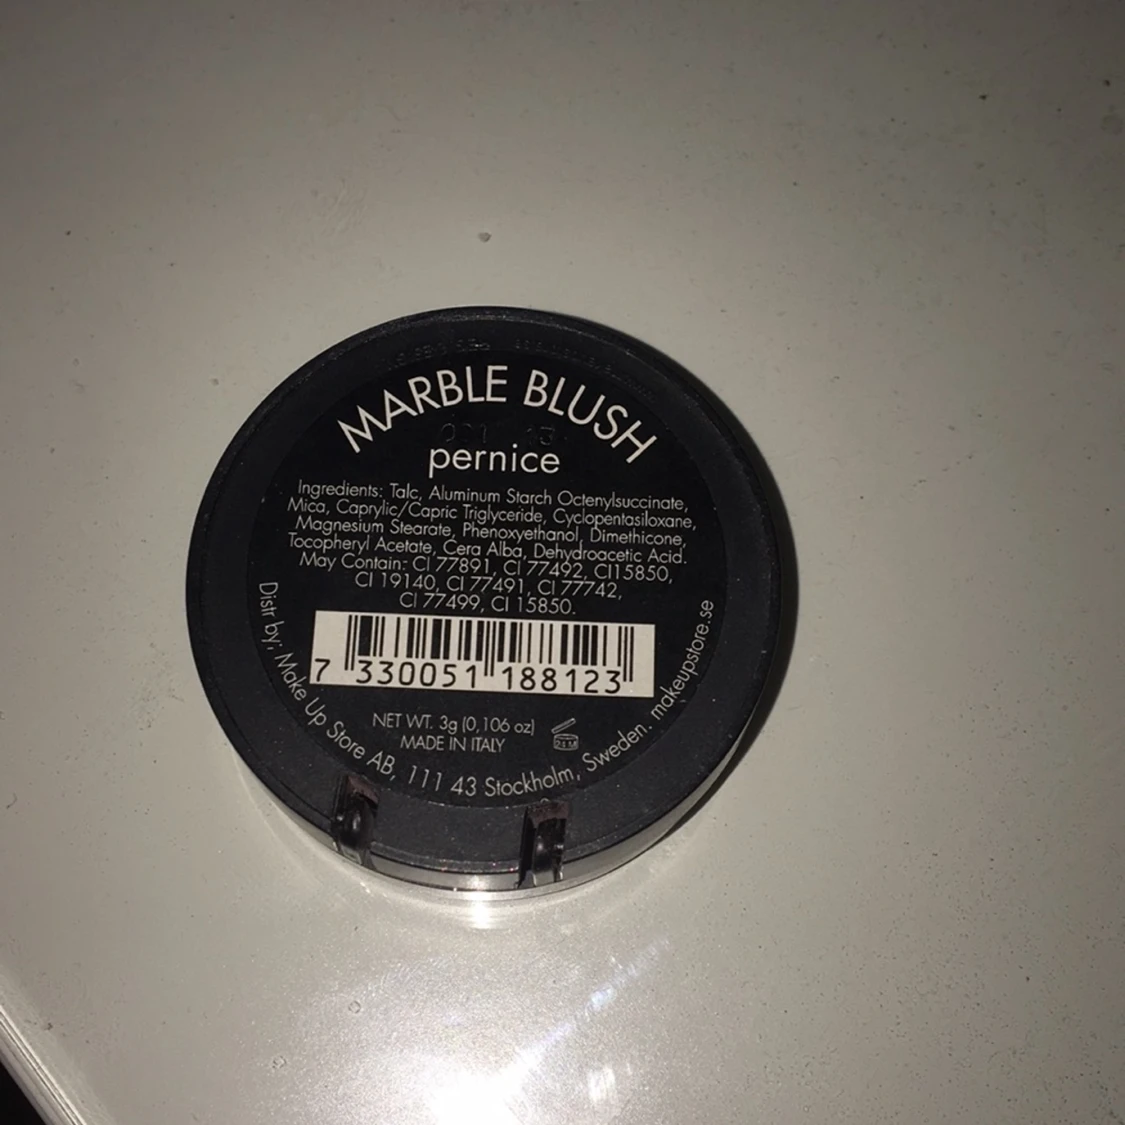 MARBLE BLUSH
pernice
Ingredients: Talc, Aluminum Starch Octenylsuccinate,
Mica, Caprylic/Capric Triglyceride, Cyclopentasiloxane,
Magnesium Stearate, Phenoxyethanol, Dimethicone,
Tocopheryl Acetate, Cera Alba, Dehydroacetic Acid.
May Contain: CI 77891, CI 77492, CI15850,
CI 19140, CI 77491, CI 77742,
CI 77499, CI 15850.
7 330051 188123
NET WT. 3g (0,106 oz)
MADE IN ITALY
24 M
Distr by; Make Up Store AB, 111 43 Stockholm, Sweden. makeupstore.se